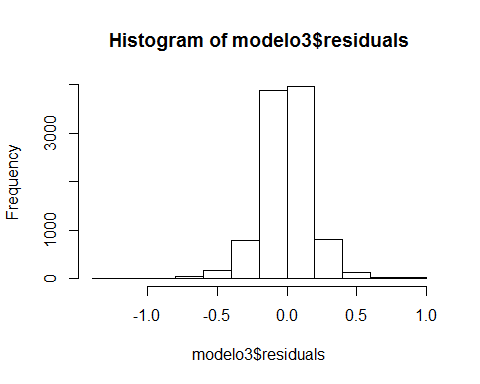 Histogram of modelo3$residuals
Frequency
3000
1000
0
-1.0 -0.5 0.0 0.5 1.0
modelo3$residuals